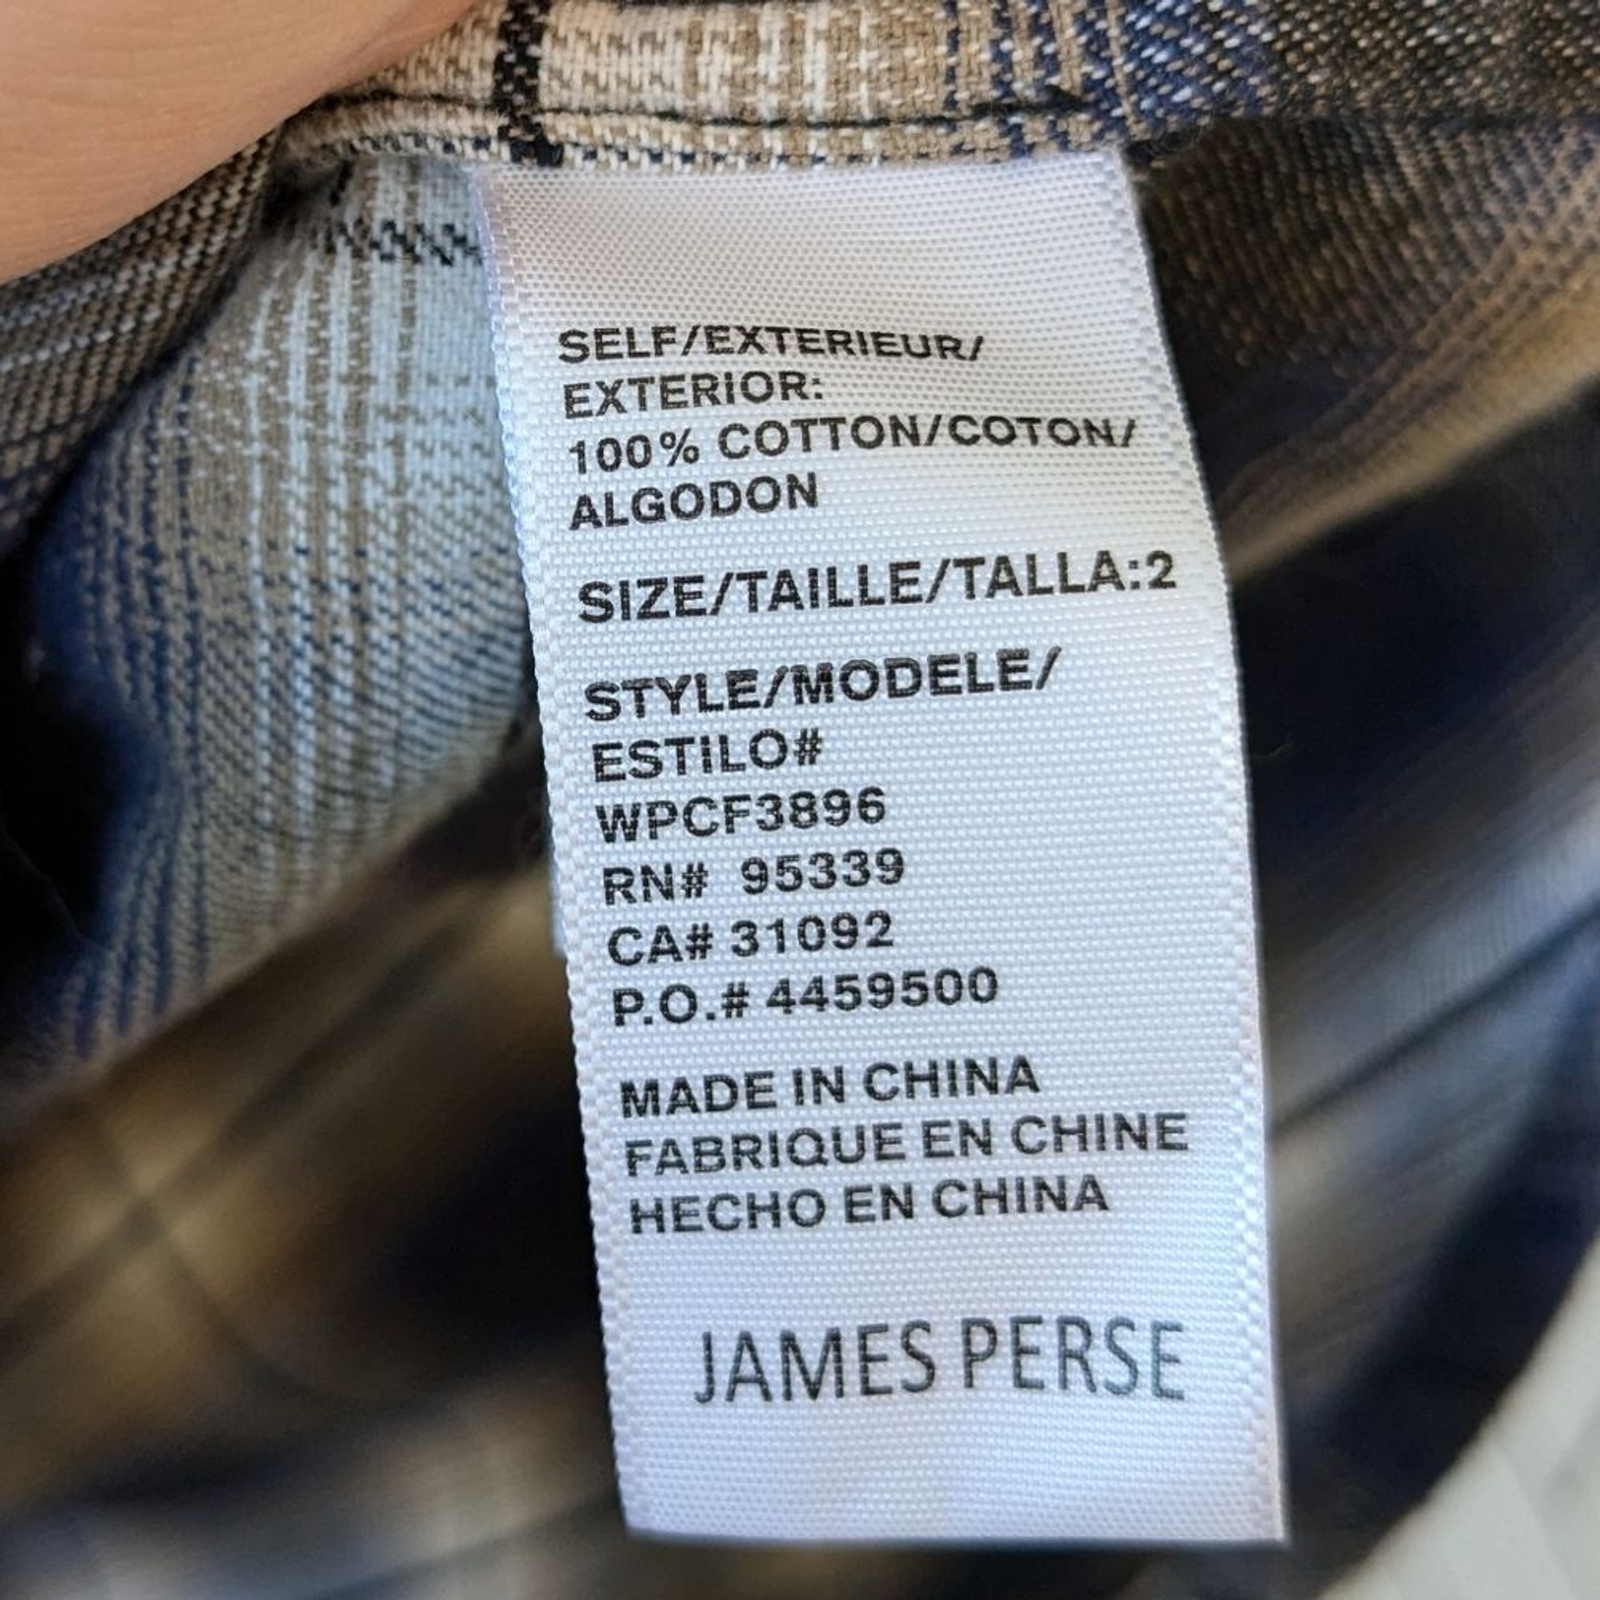 SELF/EXTERIEUR/
EXTERIOR:
100% COTTON/COTON/
ALGODON
SIZE/TAILLE/TALLA:2
STYLE/MODELE/
ESTILO#
WPCF3896
RN# 95339
CA# 31092
P.O.# 4459500
MADE IN CHINA
FABRIQUE EN CHINE
HECHO EN CHINA
JAMES PERSE